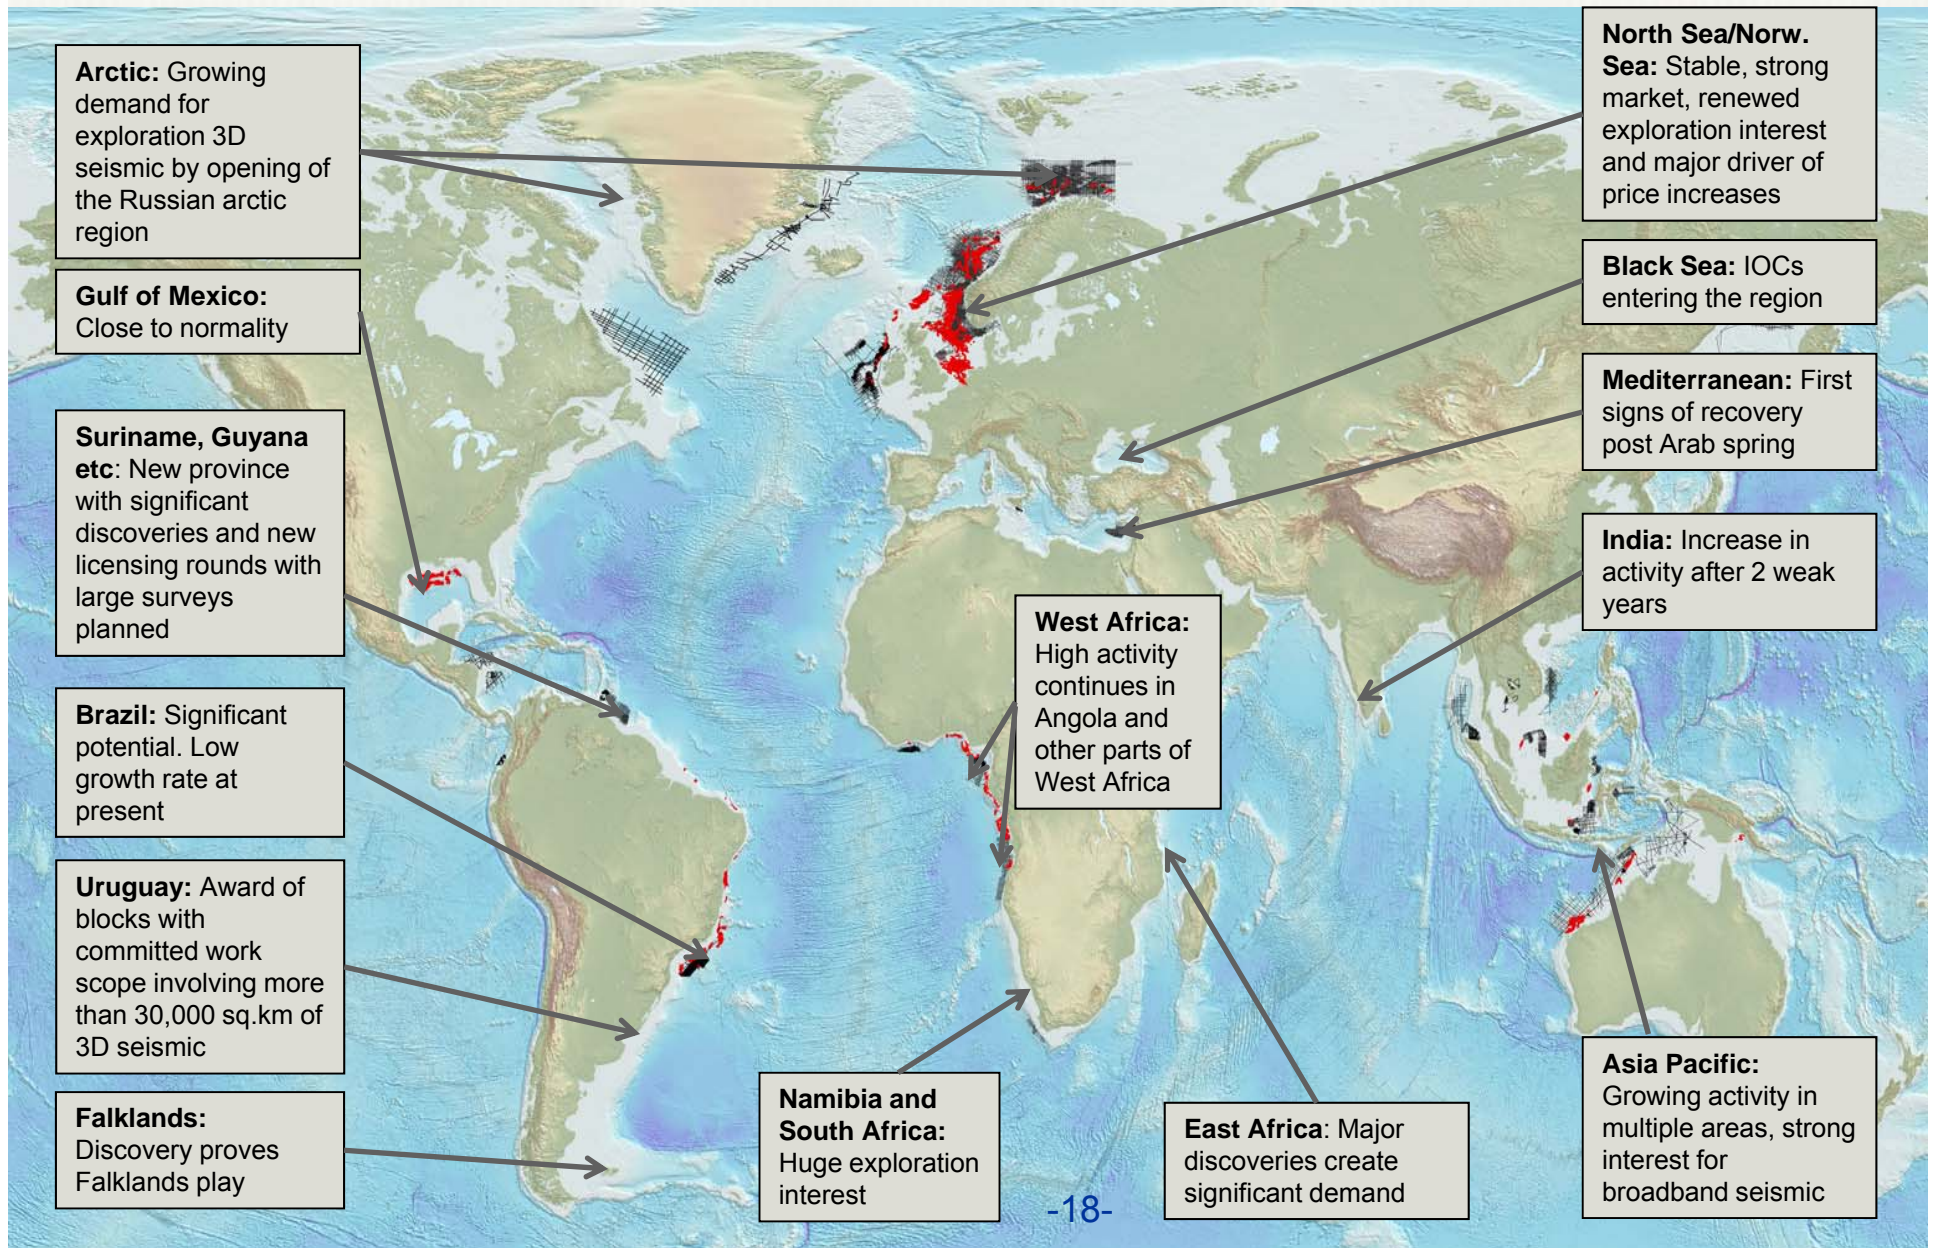 Arctic: Growing
demand for
exploration 3D
seismic by opening of
the Russian arctic
region
Gulf of Mexico:
Close to normality
Suriname, Guyana
etc: New province
with significant
discoveries and new
licensing rounds with
large surveys
planned
Brazil: Significant
potential. Low
growth rate at
present
Uruguay: Award of
blocks with
committed work
scope involving more
than 30,000 sq.km of
3D seismic
Falklands:
Discovery proves
Falklands play
West Africa:
High activity
continues in
Angola and
other parts of
West Africa
Namibia and
South Africa:
Huge exploration
interest
-18-
East Africa: Major
discoveries create
significant demand
North Sea/Norw.
Sea: Stable, strong
market, renewed
exploration interest
and major driver of
price increases
Black Sea: IOCs
entering the region
Mediterranean: First
signs of recovery
post Arab spring
India: Increase in
activity after 2 weak
years
Asia Pacific:
Growing activity in
multiple areas, strong
interest for
broadband seismic